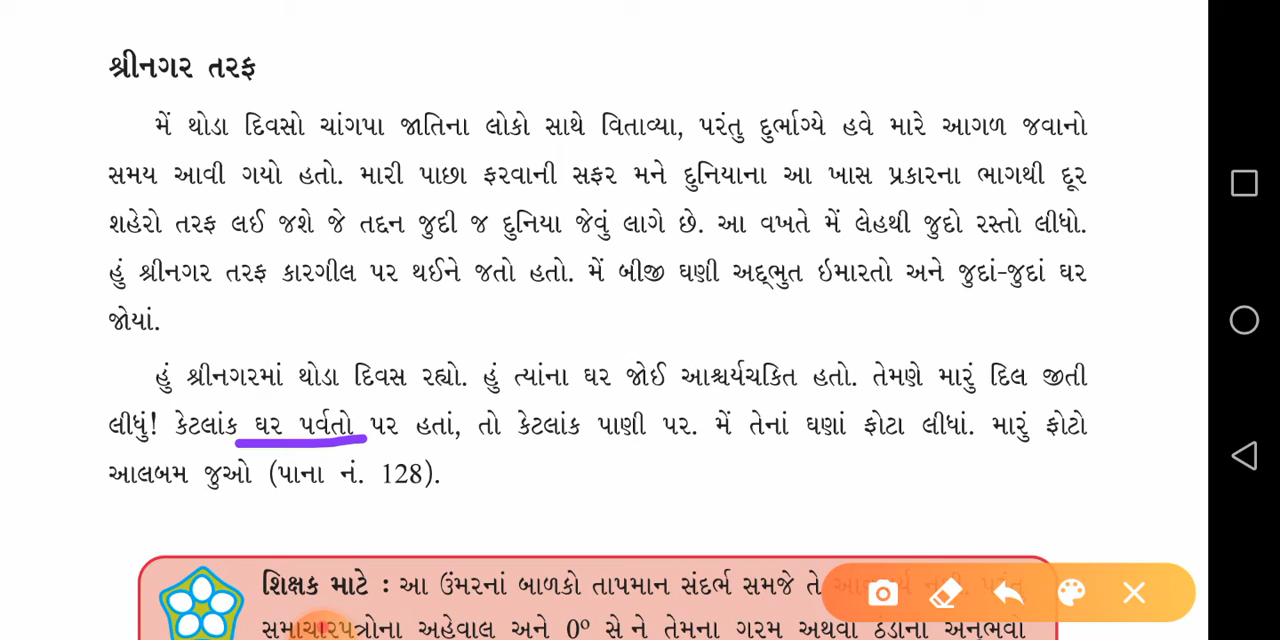 શ્રીનગર તરફ
મેં થોડા દિવસો ચાંગપા જાતિના લોકો સાથે વિતાવ્યા, પરંતુ દુર્ભાગ્યે હવે મારે આગળ જવાનો
સમય આવી ગયો હતો. મારી પાછા ફરવાની સફર મને દુનિયાના આ ખાસ પ્રકારના ભાગથી દૂર
શહેરો તરફ લઈ જશે જે તદ્દન જુદી જ દુનિયા જેવું લાગે છે. આ વખતે મેં લેહથી જુદો રસ્તો લીધો.
હું શ્રીનગર તરફ કારગીલ પર થઈને જતો હતો. મેં બીજી ઘણી અદ્ભુત ઇમારતો અને જુદાં-જુદાં ઘર
જોયાં.
હું શ્રીનગરમાં થોડા દિવસ રહ્યો. હું ત્યાંના ઘર જોઈ આશ્ચર્યચકિત હતો. તેમણે મારું દિલ જીતી
લીધું! કેટલાંક ઘર પર્વતો પર હતાં, તો કેટલાંક પાણી પર. મેં તેનાં ઘણાં ફોટા લીધાં. મારું ફોટો
આલબમ જુઓ (પાના નં. 128).
શિક્ષક માટે : આ ઉંમરનાં બાળકો તાપમાન સંદર્ભ સમજે તે
સમાચારપત્રોના અહેવાલ અને 0° સે ને તેમના ગરમ અથવા ઠંડીના અનુભવો